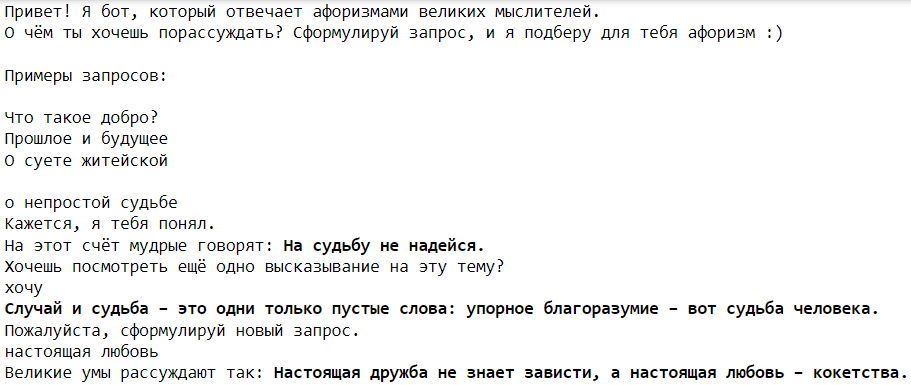 Привет! Я бот, который отвечает афоризмами великих мыслителей.
О чём ты хочешь порассуждать? Сформулируй запрос, и я подберу для тебя афоризм :)
Примеры запросов:
Что такое добро?
Прошлое и будущее
О суете житейской
о непростой судьбе
Кажется, я тебя понял.
На этот счёт мудрые говорят: На судьбу не надейся.
Хочешь посмотреть ещё одно высказывание на эту тему?
хочу
Случай и судьба – это одни только пустые слова: упорное благоразумие – вот судьба человека.
Пожалуйста, сформулируй новый запрос.
настоящая любовь
Великие умы рассуждают так: Настоящая дружба не знает зависти, а настоящая любовь – кокетства.